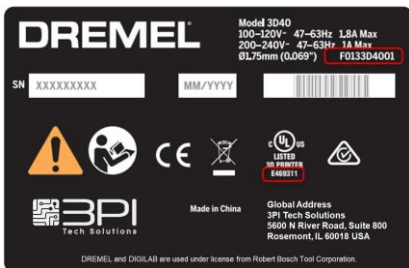 DREMEL
Model 3D40
100–120V~ 47–63Hz 1,8A Max
200–240V~ 47–63Hz 1A Max
Ø1,75mm (0.069") F0133D4001
SN XXXXXXXXX MM/YYYY
C UL US
LISTED
3D PRINTER
E469311
CE
3PI
Tech Solutions
Made in China
Global Address
3PI Tech Solutions
5600 N River Road, Suite 800
Rosemont, IL 60018 USA
DREMEL and DIGILAB are used under license from Robert Bosch Tool Corporation.